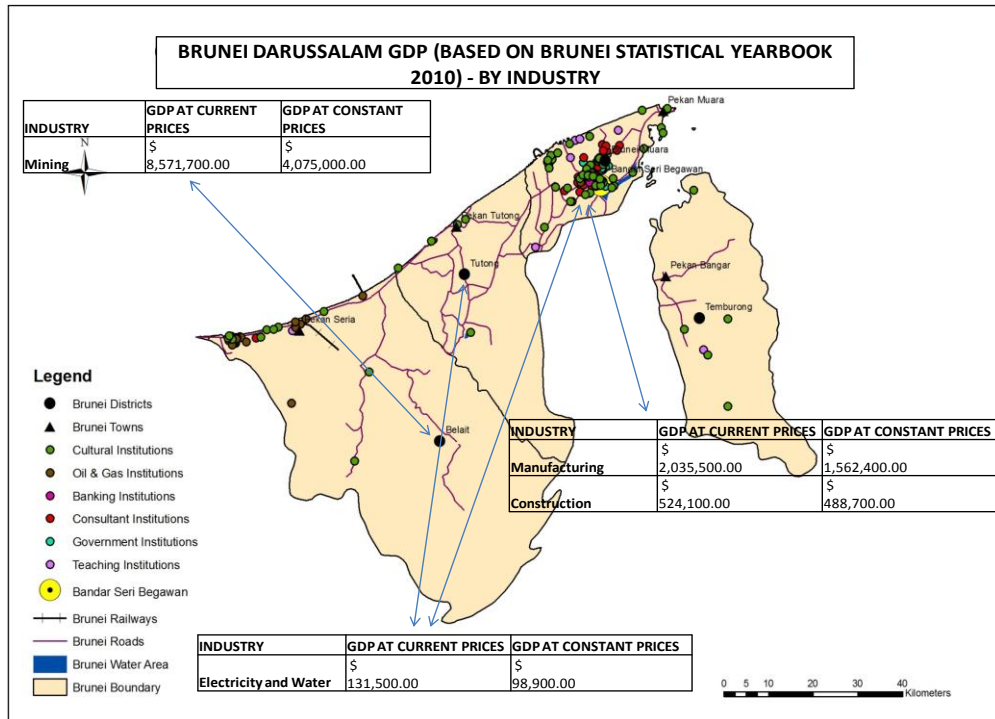 BRUNEI DARUSSALAM GDP (BASED ON BRUNEI STATISTICAL YEARBOOK
2010) - BY INDUSTRY
INDUSTRY GDP AT CURRENT PRICES GDP AT CONSTANT PRICES
Mining $ 8,571,700.00 $ 4,075,000.00
N
Pekan Muara
Brunei Muara
Bandar Seri Begawan
Pekan Tutong
Tutong
Pekan Bangar
Temburong
Pekan Seria
Belait
Legend
Brunei Districts
Brunei Towns
Cultural Institutions
Oil & Gas Institutions
Banking Institutions
Consultant Institutions
Government Institutions
Teaching Institutions
Bandar Seri Begawan
Brunei Railways
Brunei Roads
Brunei Water Area
Brunei Boundary
INDUSTRY GDP AT CURRENT PRICES GDP AT CONSTANT PRICES
Manufacturing $ 2,035,500.00 $ 1,562,400.00
Construction $ 524,100.00 $ 488,700.00
INDUSTRY GDP AT CURRENT PRICES GDP AT CONSTANT PRICES
Electricity and Water $ 131,500.00 $ 98,900.00
0 5 10 20 30 40
Kilometers